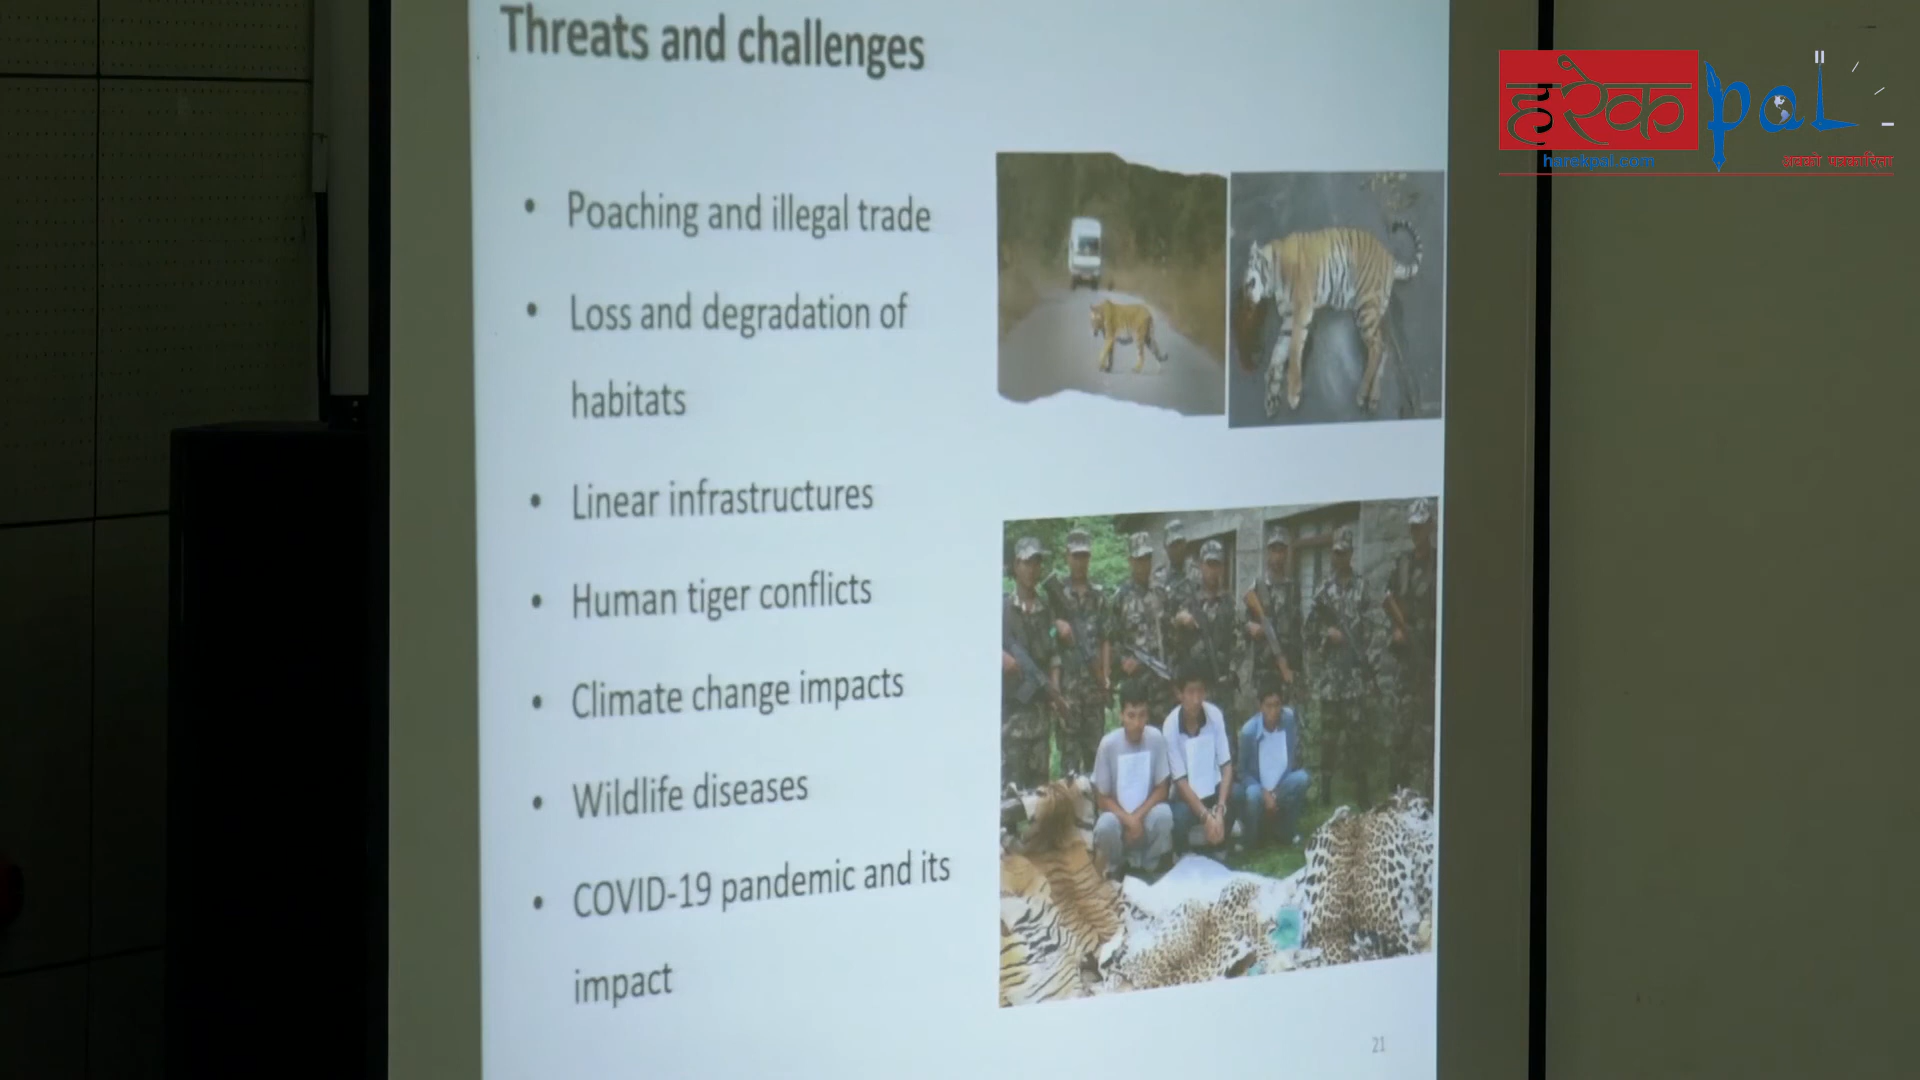 Threats and challenges
हरेक pal
harekpal.com
• Poaching and illegal trade
• Loss and degradation of
habitats
• Linear infrastructures
• Human tiger conflicts
• Climate change impacts
• Wildlife diseases
• COVID-19 pandemic and its
impact
21